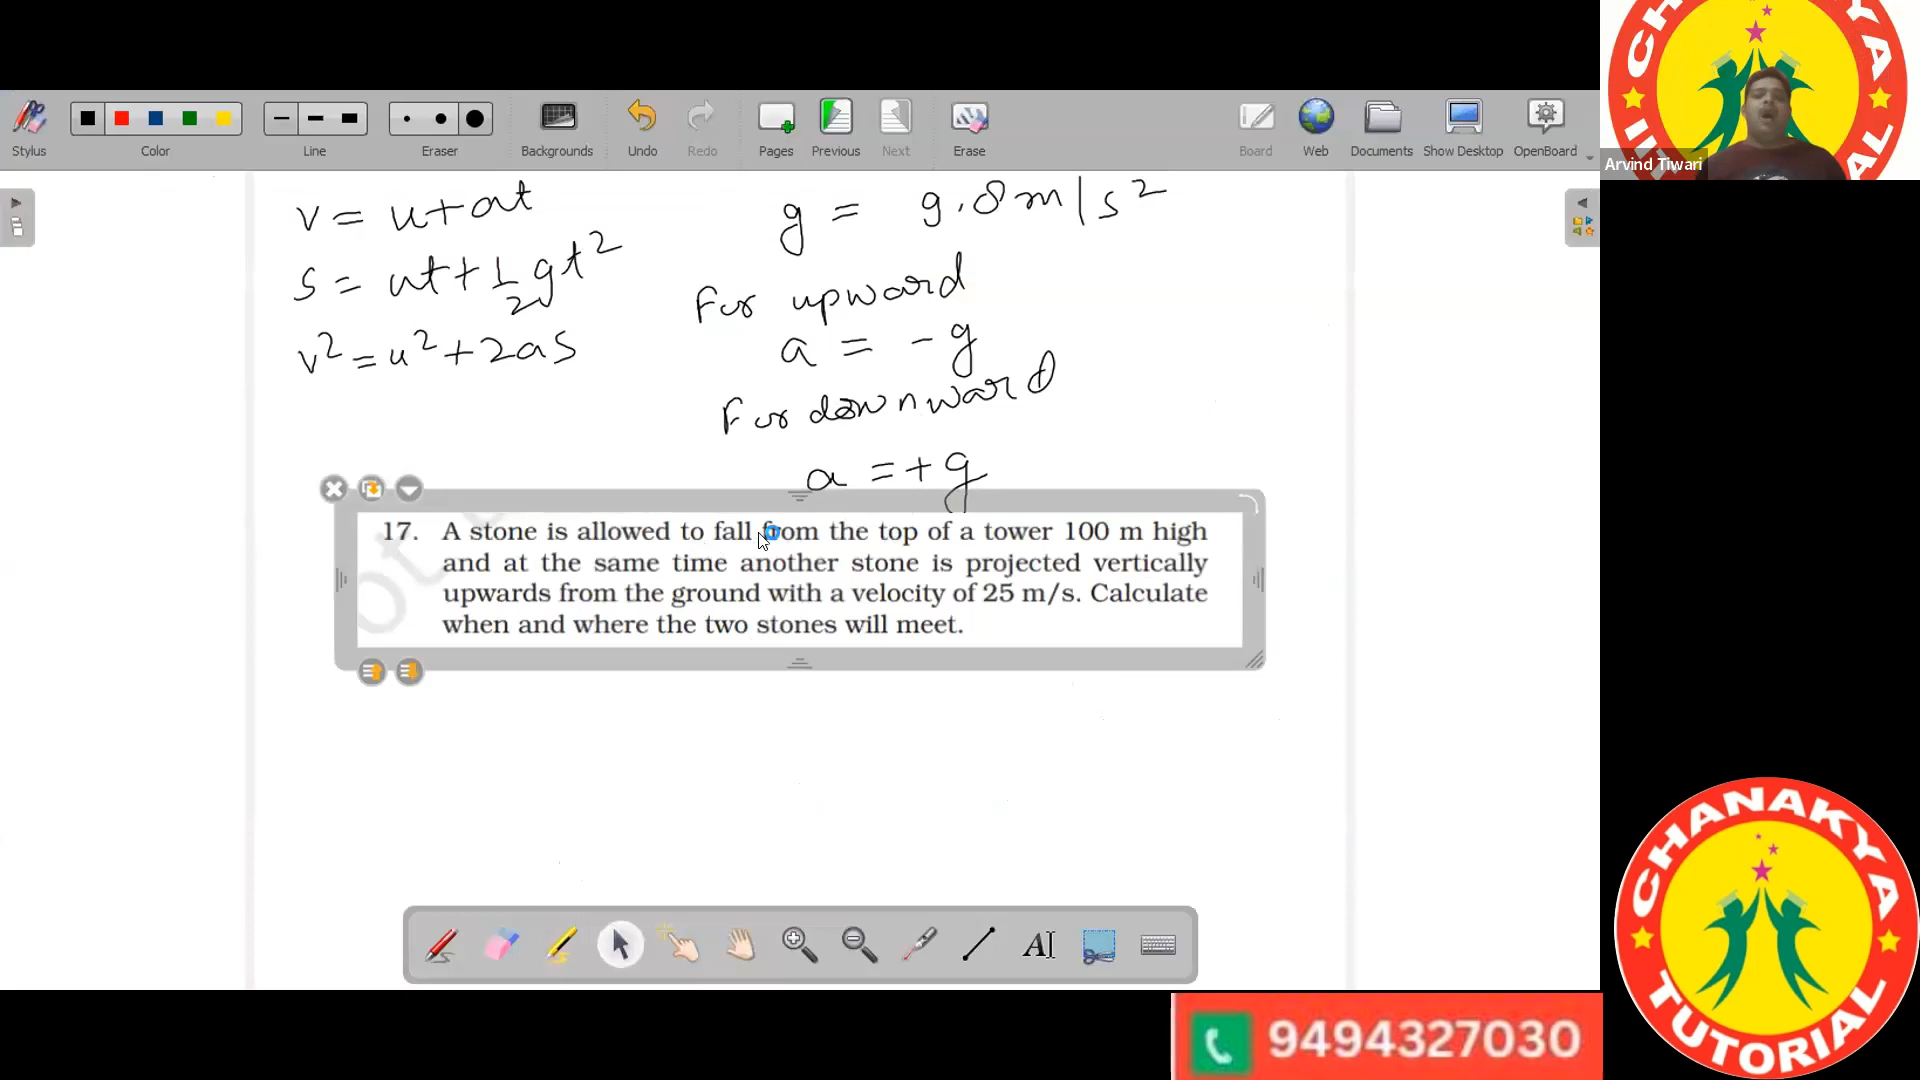 Stylus
Color
Line
Eraser
Backgrounds
Undo
Redo
Pages
Previous
Next
Erase
Board
Web
Documents
Show Desktop
OpenBoard
CHANAKYA
Arvind Tiwari
v = u+at
s = ut+1/2gt²
v²=u²+2as
g = 9.8m/s²
For upward
a = -g
For downward
a =+g
17. A stone is allowed to fall from the top of a tower 100 m high
and at the same time another stone is projected vertically
upwards from the ground with a velocity of 25 m/s. Calculate
when and where the two stones will meet.
AI
CHANAKYA
TUTORIAL
9494327030